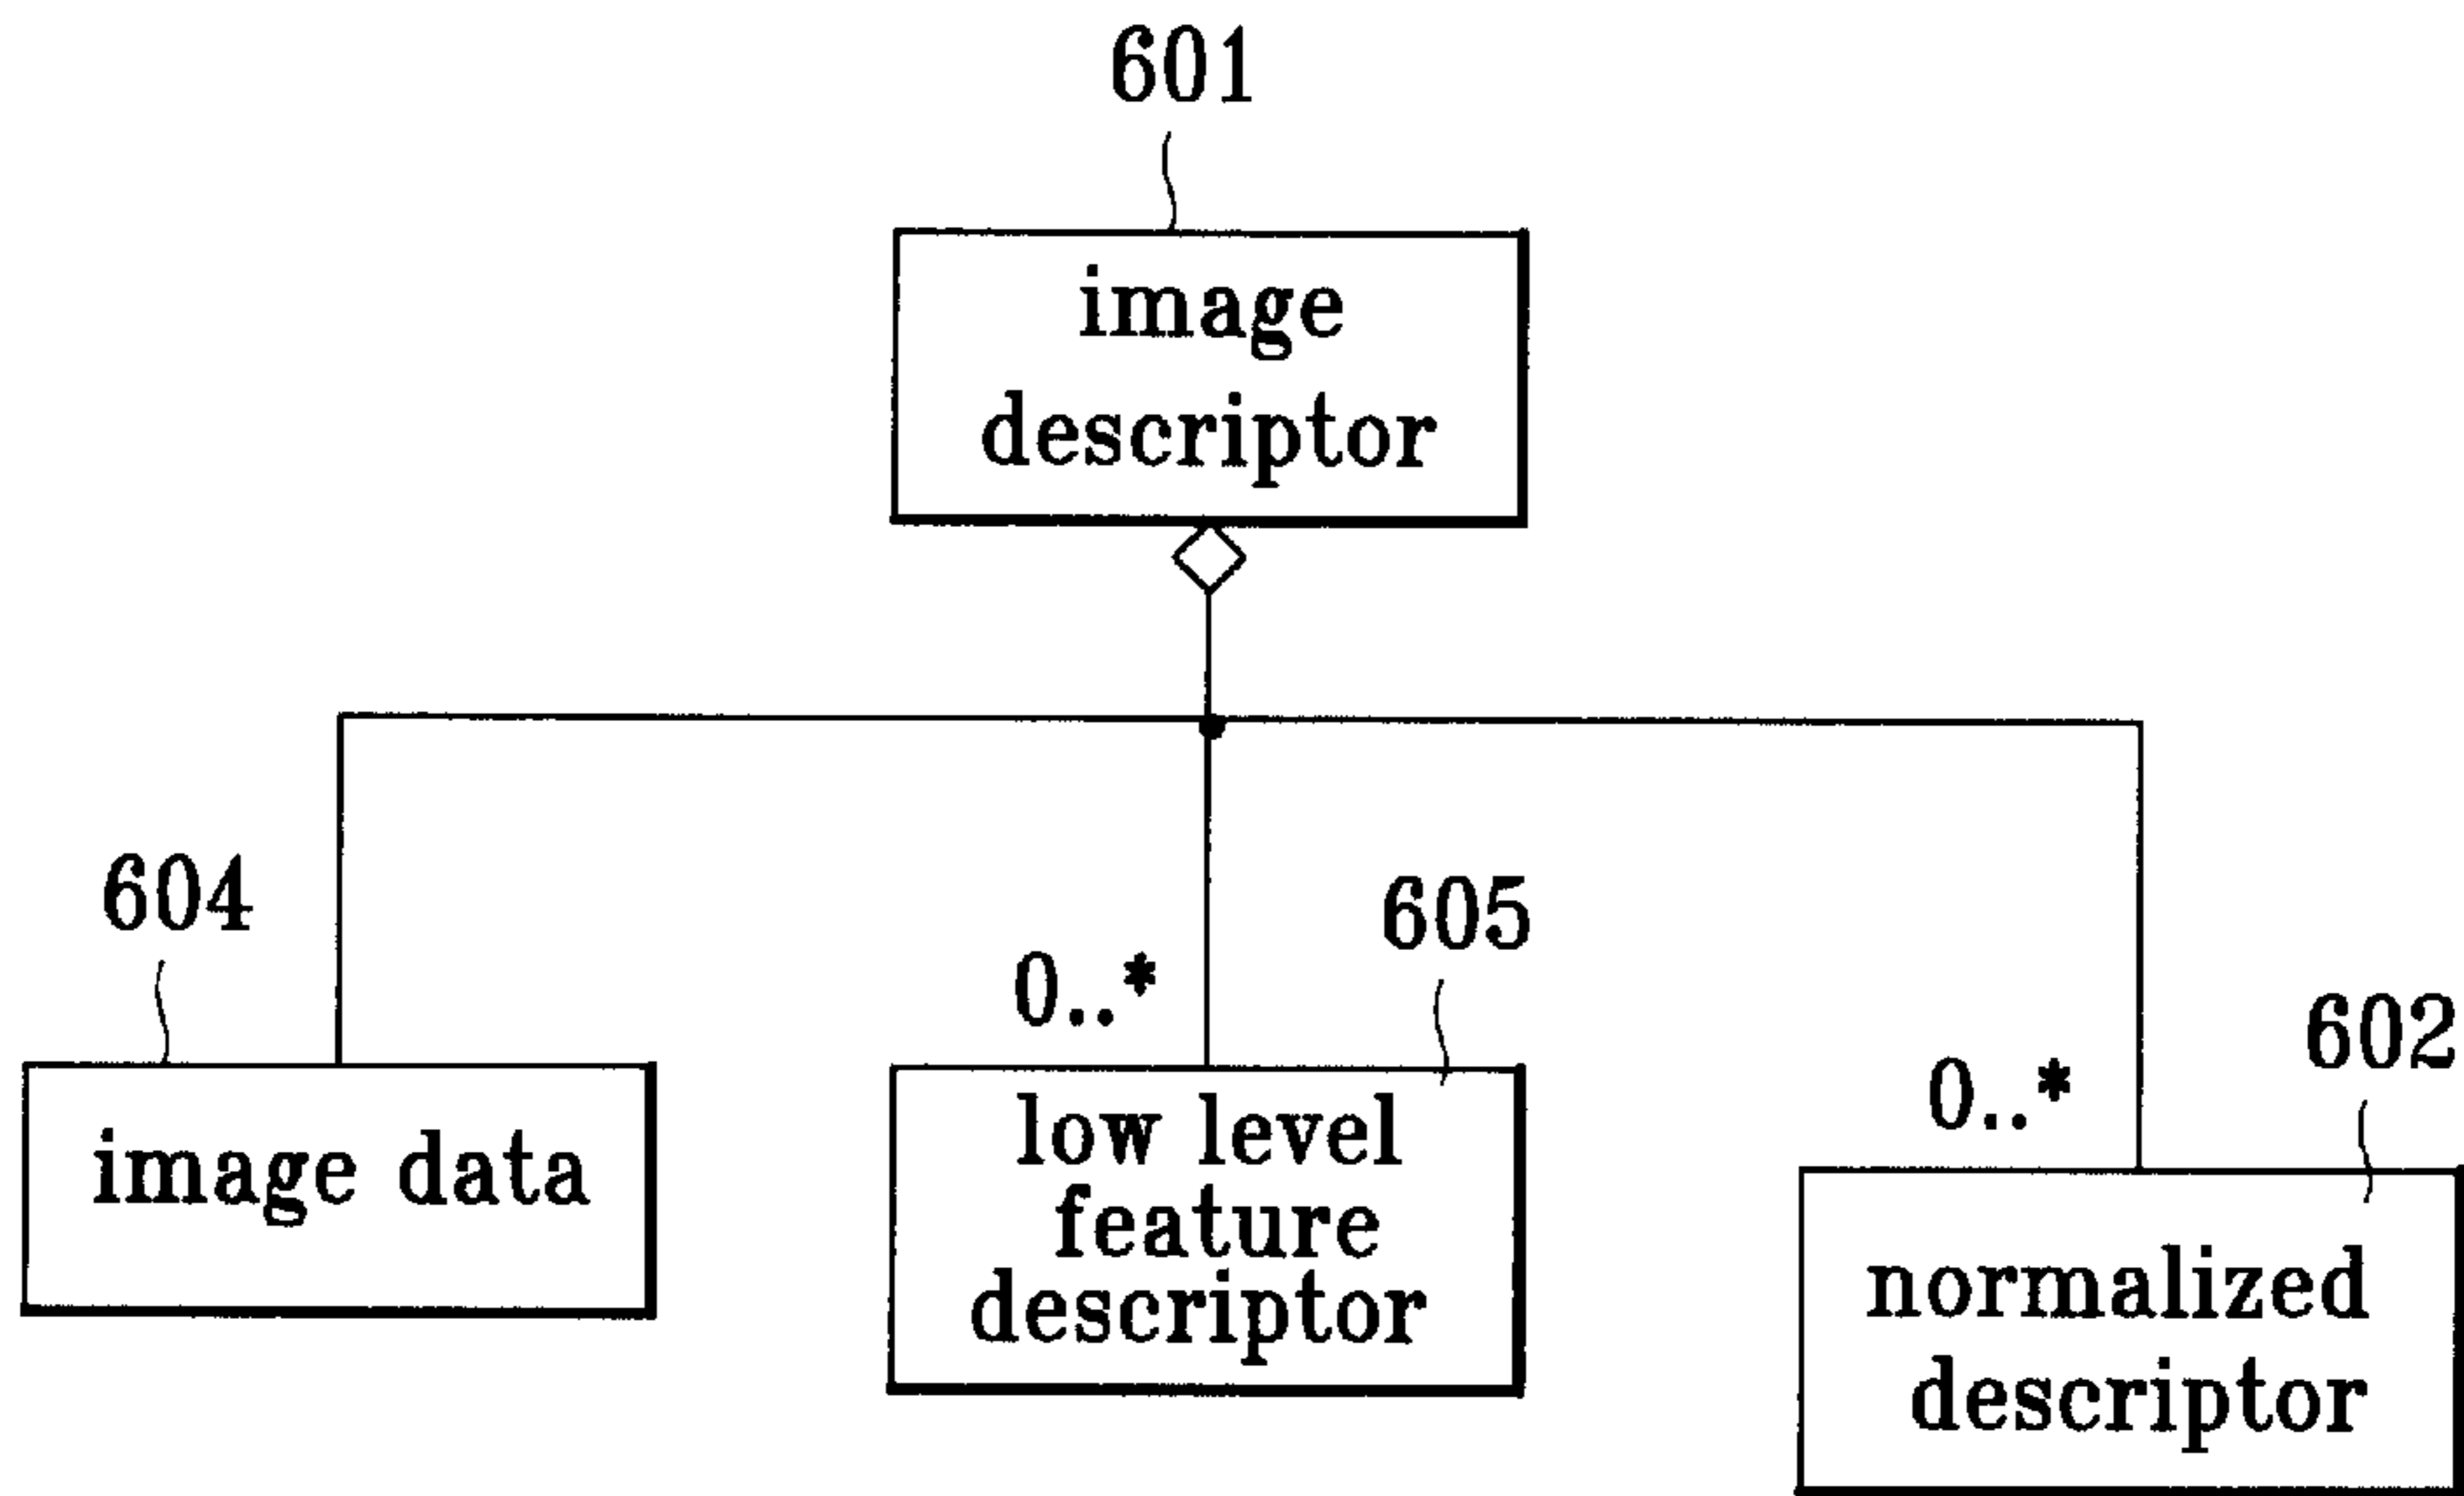 601
image
descriptor
604
image data
0..*
605
low level
feature
descriptor
0..*
602
normalized
descriptor